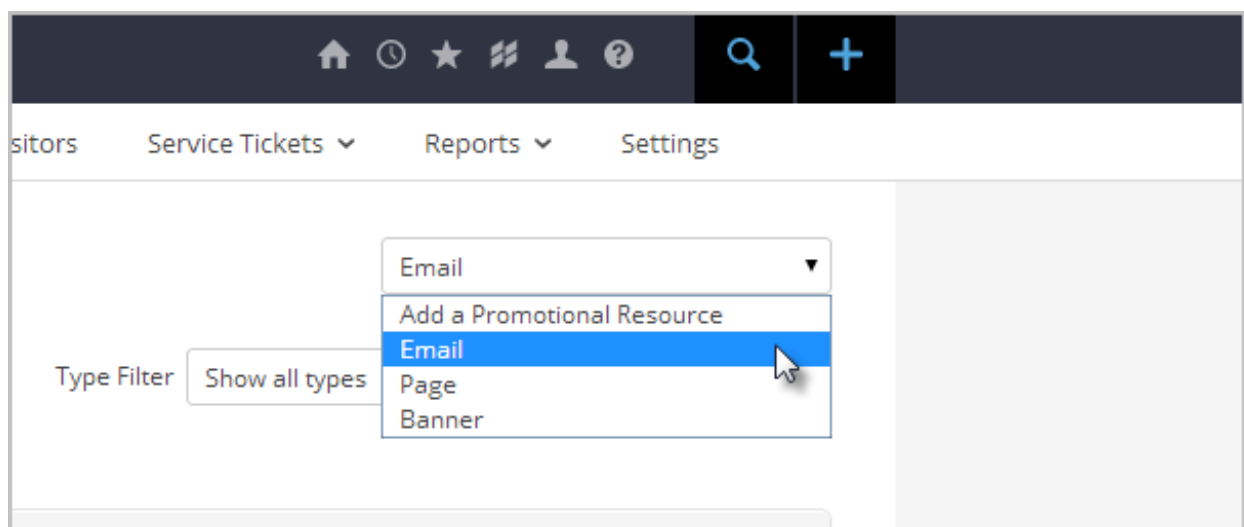 sitors Service Tickets Reports Settings
Email
Add a Promotional Resource
Email
Type Filter Show all types
Page
Banner